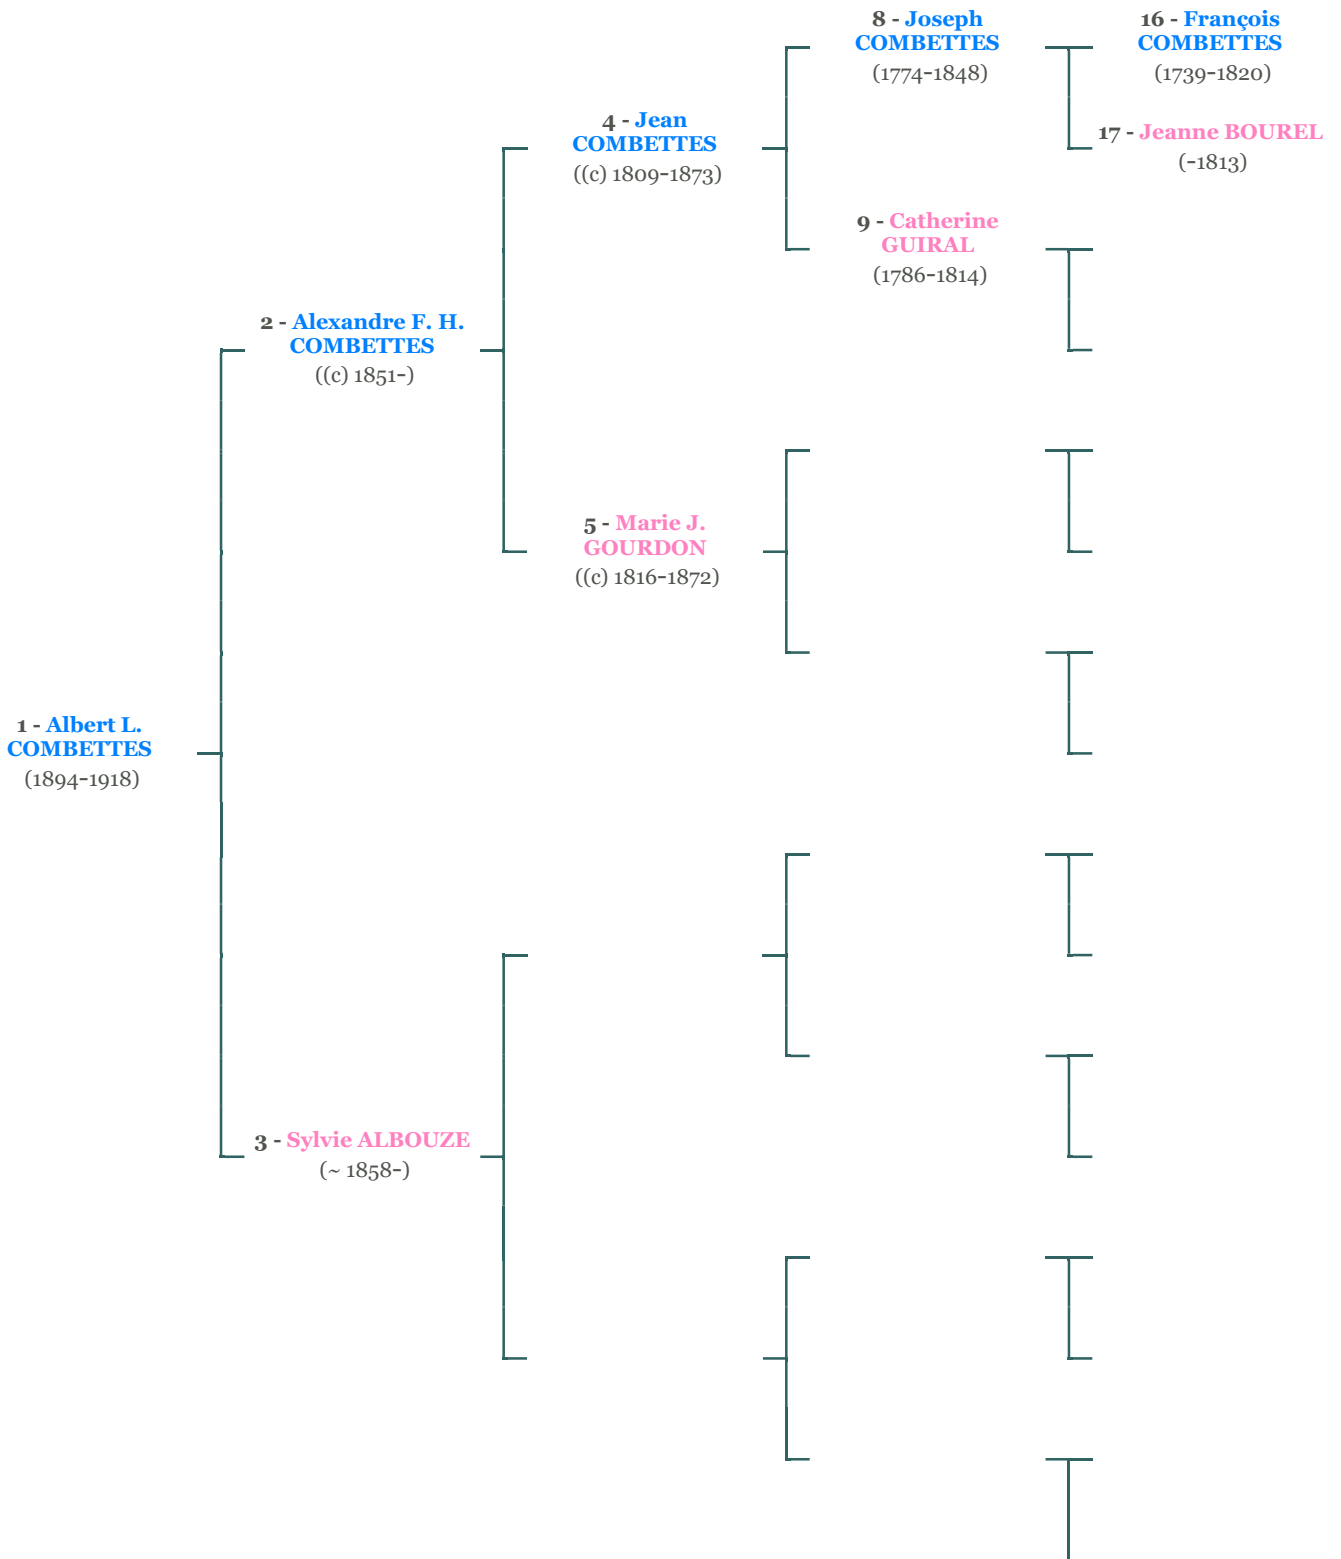 8 - Joseph
COMBETTES
(1774-1848)
16 - François
COMBETTES
(1739-1820)
4 - Jean
COMBETTES
((c) 1809-1873)
17 - Jeanne BOUREL
(-1813)
9 - Catherine
GUIRAL
(1786-1814)
2 - Alexandre F. H.
COMBETTES
((c) 1851-)
5 - Marie J.
GOURDON
((c) 1816-1872)
1 - Albert L.
COMBETTES
(1894-1918)
3 - Sylvie ALBOUZE
(~ 1858-)